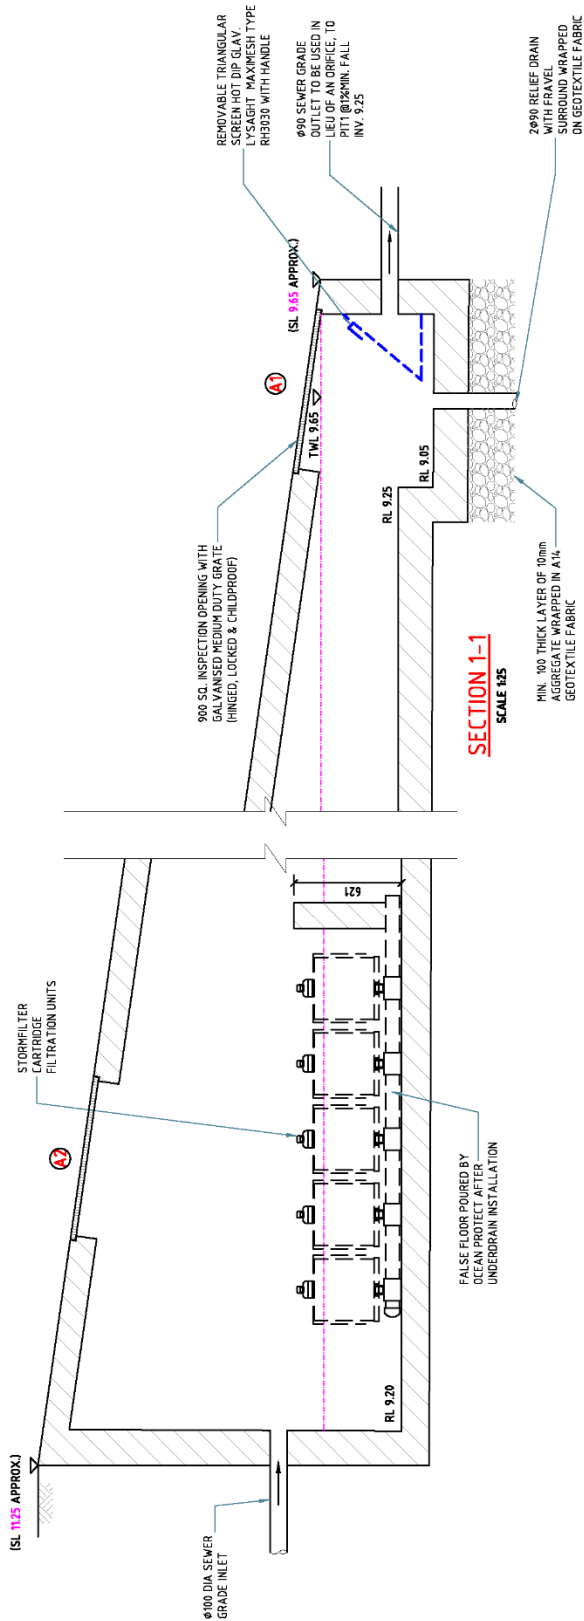 (SL 11.25 APPROX.)
Ø100 DIA SEWER
GRADE INLET
A2
STORMFILTER
CARTRIDGE
FILTRATION UNITS
RL 9.20
FALSE FLOOR POURED BY
OCEAN PROTECT AFTER
UNDERDRAIN INSTALLATION
621
900 SQ. INSPECTION OPENING WITH
GALVANISED MEDIUM DUTY GRATE
(HINGED, LOCKED & CHILDPROOF)
A1
TWL 9.65
(SL 9.65 APPROX.)
RL 9.25
RL 9.05
REMOVABLE TRIANGULAR
SCREEN HOT DIP GLAV.
LYSAGHT MAXIMESH TYPE
RH3030 WITH HANDLE
Ø90 SEWER GRADE
OUTLET TO BE USED IN
LIEU OF AN ORIFICE, TO
PIT1 @1%MIN. FALL
INV. 9.25
SECTION 1-1
SCALE 1:25
MIN. 100 THICK LAYER OF 10mm
AGGREGATE WRAPPED IN A14
GEOTEXTILE FABRIC
2Ø90 RELIEF DRAIN
WITH FRAVEL
SURROUND WRAPPED
ON GEOTEXTILE FABRIC